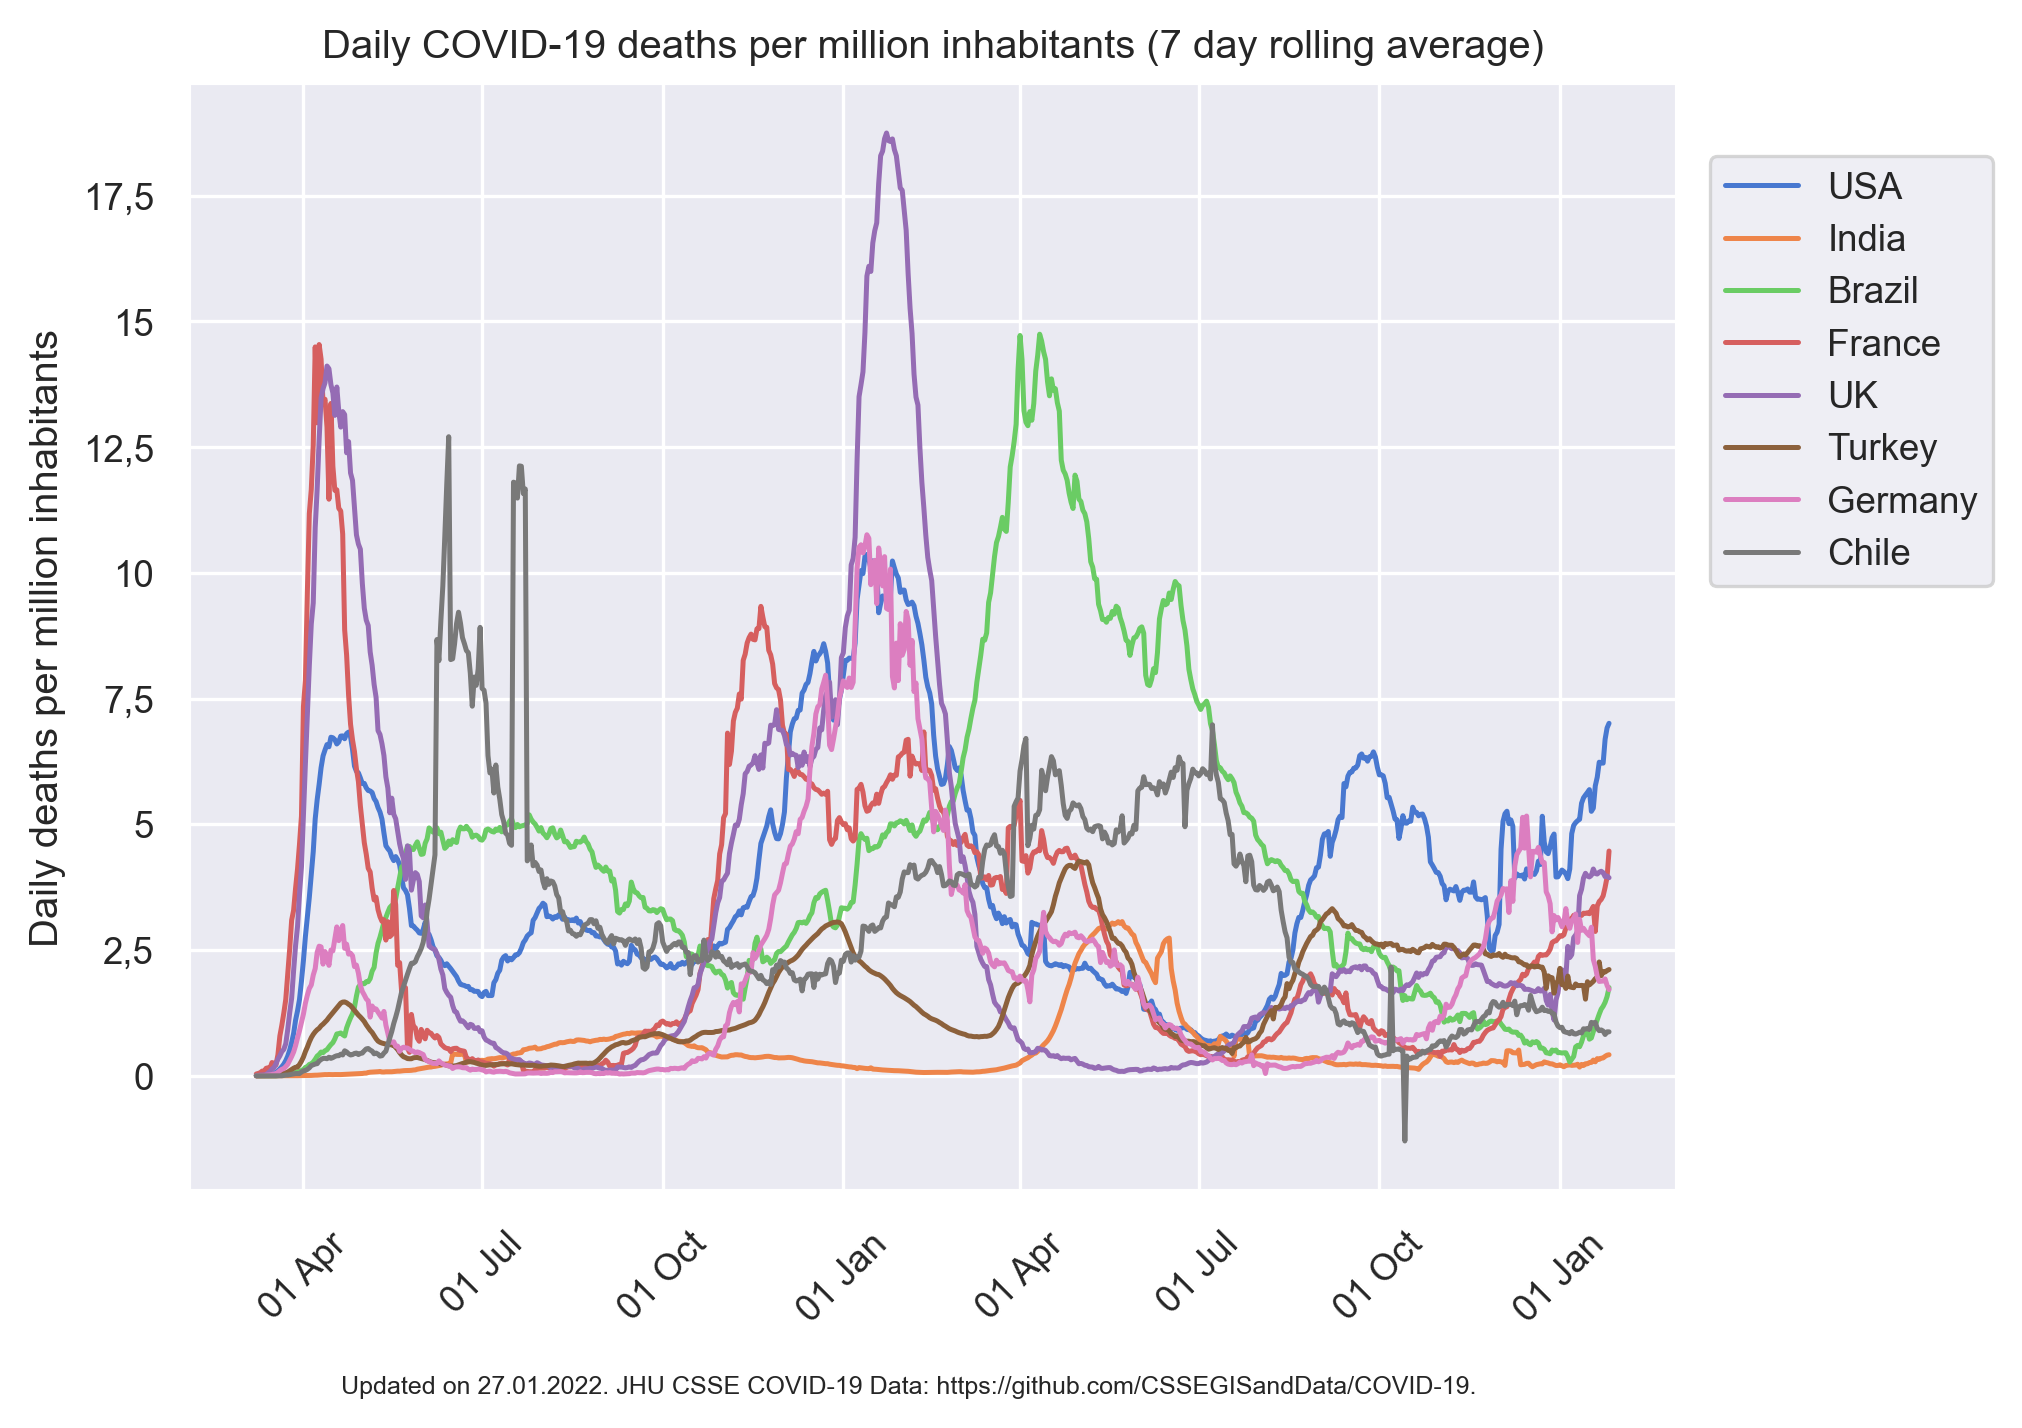 Daily COVID-19 deaths per million inhabitants (7 day rolling average)
Daily deaths per million inhabitants
17,5
15
12,5
10
7,5
5
2,5
0
01 Apr
01 Jul
01 Oct
01 Jan
01 Apr
01 Jul
01 Oct
01 Jan
USA
India
Brazil
France
UK
Turkey
Germany
Chile
Updated on 27.01.2022. JHU CSSE COVID-19 Data: https://github.com/CSSEGISandData/COVID-19.